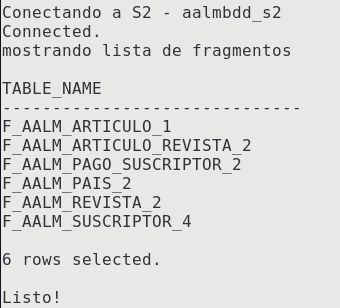 Conectando a S2 - aalmbdd_s2
Connected.
mostrando lista de fragmentos
TABLE_NAME
------------------------------
F_AALM_ARTICULO_1
F_AALM_ARTICULO_REVISTA_2
F_AALM_PAGO_SUSCRIPTOR_2
F_AALM_PAIS_2
F_AALM_REVISTA_2
F_AALM_SUSCRIPTOR_4
6 rows selected.
Listo!